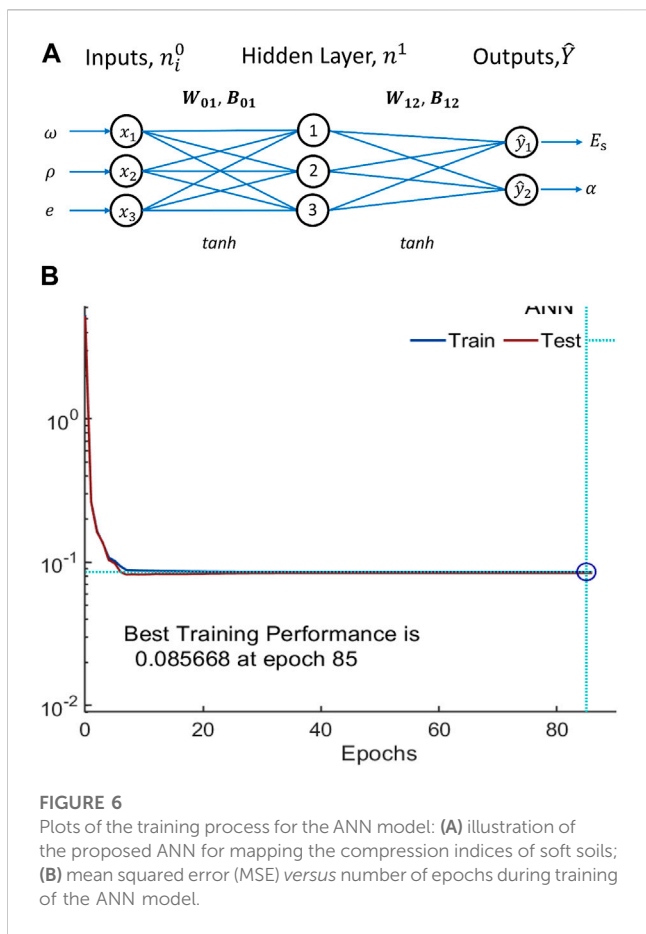 A
Inputs, n_i^0 Hidden Layer, n^1 Outputs,Ŷ
W_01, B_01 W_12, B_12
ω x_1 1
ŷ_1 E_s
ρ x_2 2
ŷ_2 α
e x_3 3
tanh tanh
B
ANN
Train Test
10^0
10^-1
Best Training Performance is
0.085668 at epoch 85
10^-2
0 20 40 60 80
Epochs
FIGURE 6
Plots of the training process for the ANN model: (A) illustration of
the proposed ANN for mapping the compression indices of soft soils;
(B) mean squared error (MSE) versus number of epochs during training
of the ANN model.